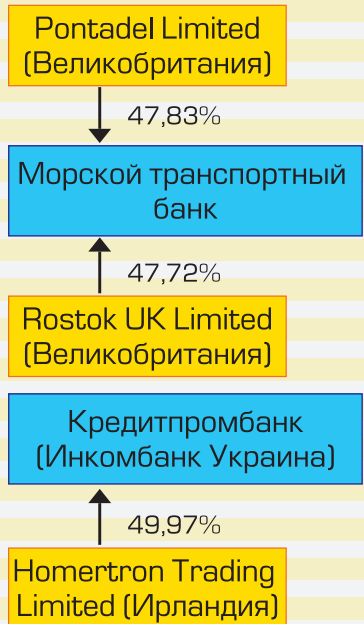 Pontadel Limited
(Великобритания)
47,83%
Морской транспортный
банк
47,72%
Rostok UK Limited
(Великобритания)
Кредитпромбанк
(Инкомбанк Украина)
49,97%
Homertron Trading
Limited (Ирландия)